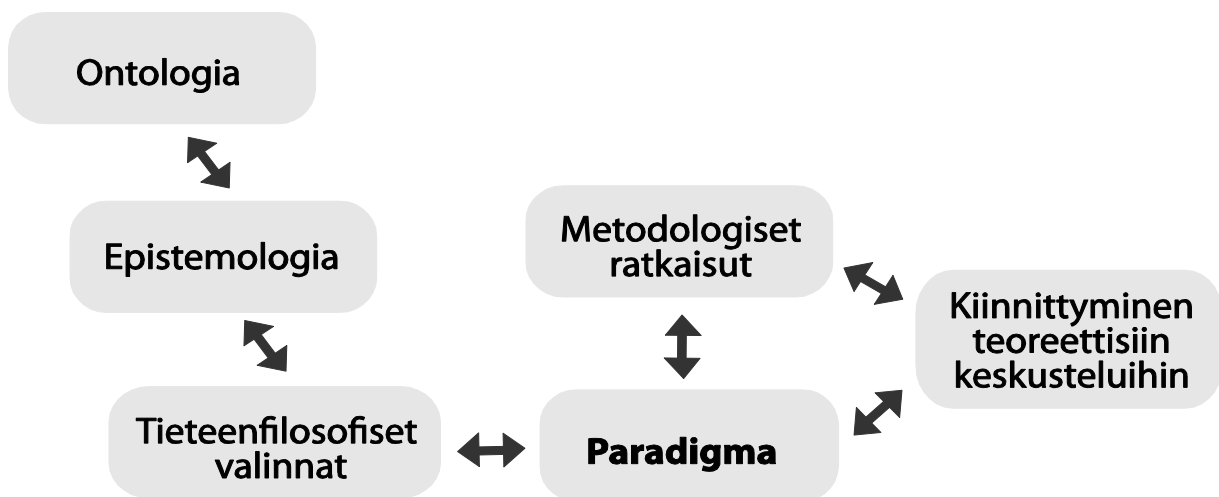 Ontologia
Epistemologia
Tieteenfilosofiset
valinnat
Metodologiset
ratkaisut
Paradigma
Kiinnittyminen
teoreettisiin
keskusteluihin